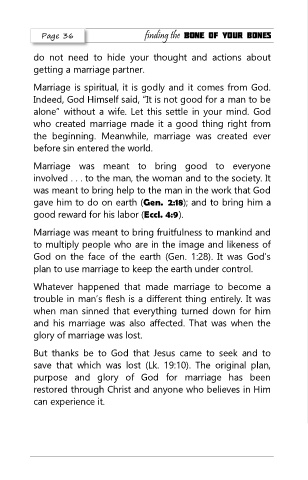 Page 36
finding the BONE OF YOUR BONES
do not need to hide your thought and actions about
getting a marriage partner.
Marriage is spiritual, it is godly and it comes from God.
Indeed, God Himself said, “It is not good for a man to be
alone” without a wife. Let this settle in your mind. God
who created marriage made it a good thing right from
the beginning. Meanwhile, marriage was created ever
before sin entered the world.
Marriage was meant to bring good to everyone
involved . . . to the man, the woman and to the society. It
was meant to bring help to the man in the work that God
gave him to do on earth (Gen. 2:18); and to bring him a
good reward for his labor (Eccl. 4:9).
Marriage was meant to bring fruitfulness to mankind and
to multiply people who are in the image and likeness of
God on the face of the earth (Gen. 1:28). It was God’s
plan to use marriage to keep the earth under control.
Whatever happened that made marriage to become a
trouble in man’s flesh is a different thing entirely. It was
when man sinned that everything turned down for him
and his marriage was also affected. That was when the
glory of marriage was lost.
But thanks be to God that Jesus came to seek and to
save that which was lost (Lk. 19:10). The original plan,
purpose and glory of God for marriage has been
restored through Christ and anyone who believes in Him
can experience it.